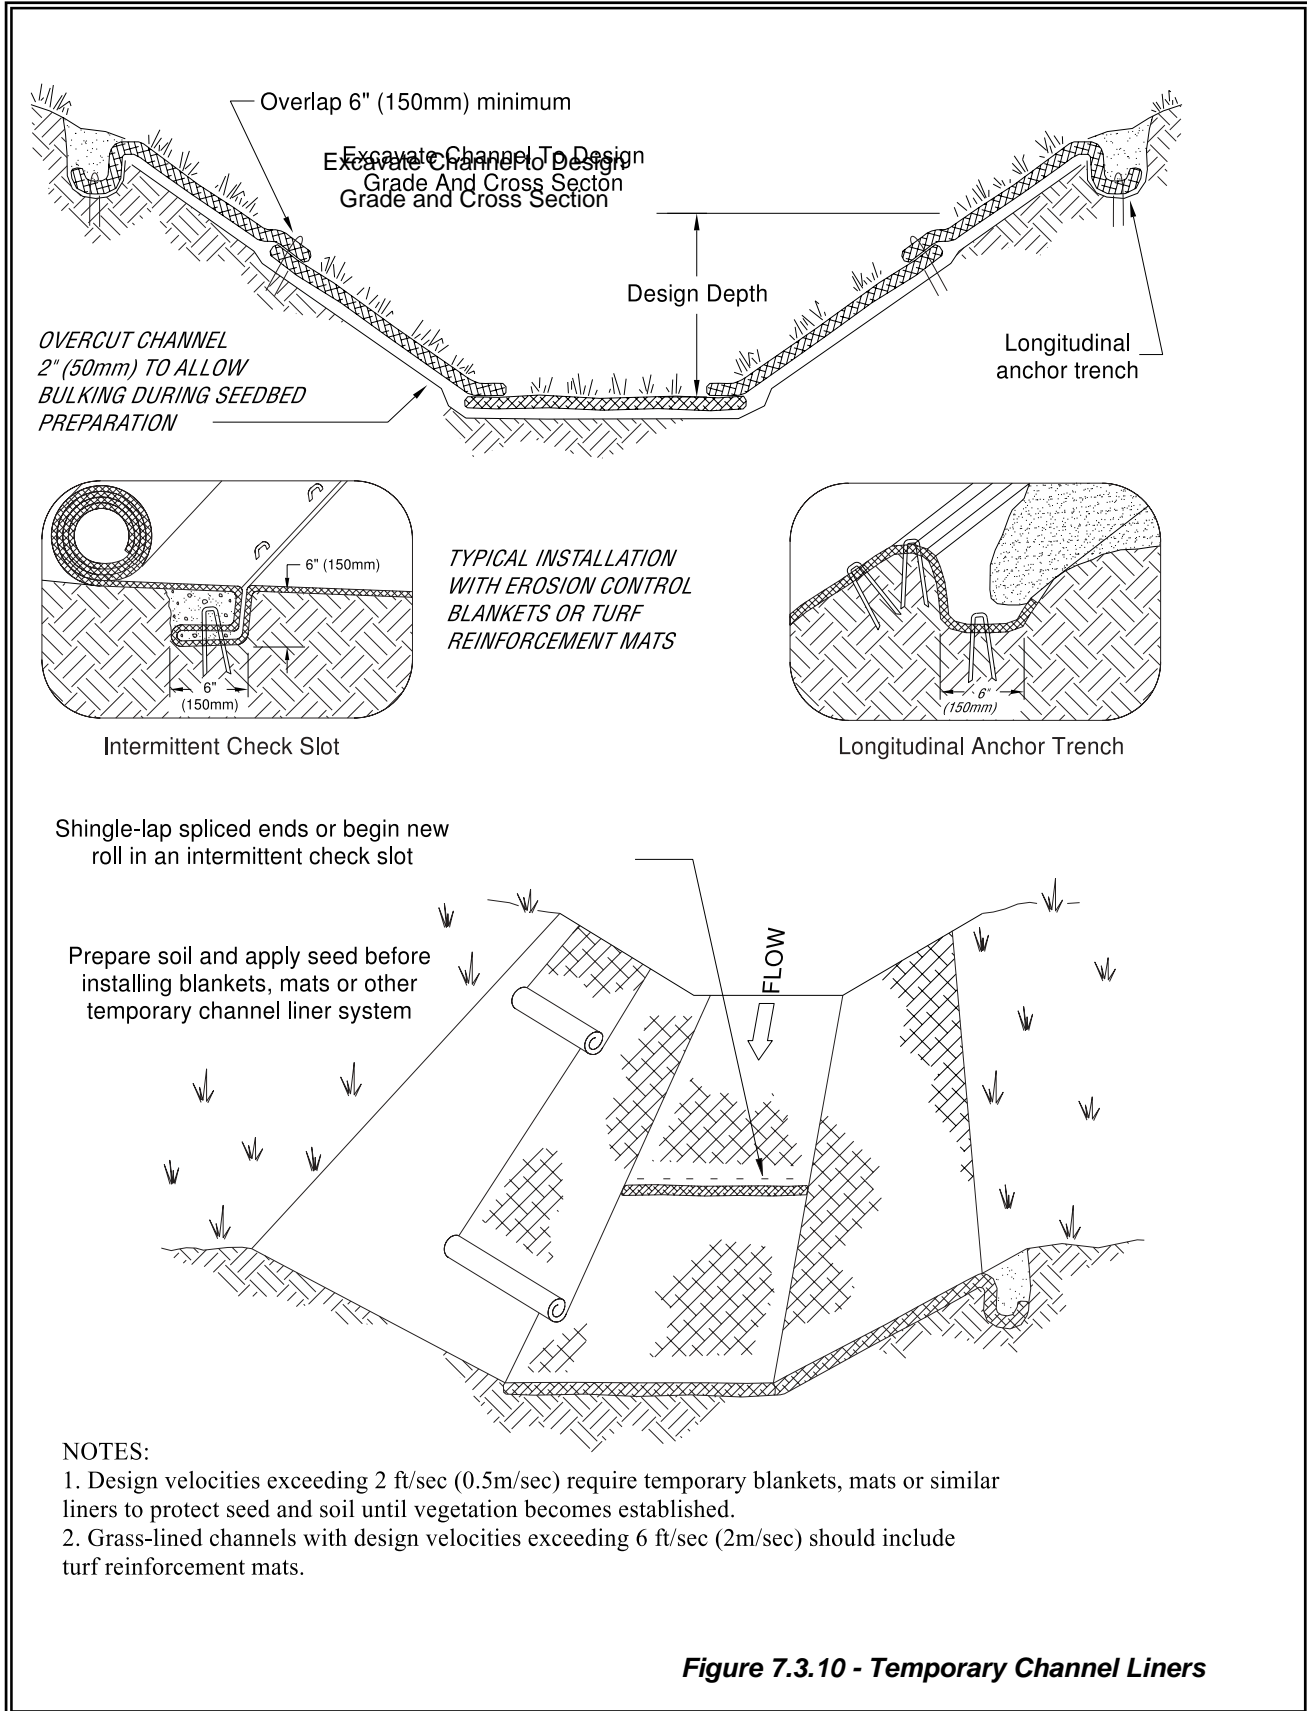 Overlap 6" (150mm) minimum
Excavate Channel To Design
Excavate Channel to Design
Grade And Cross Secton
Grade and Cross Section
Design Depth
OVERCUT CHANNEL
2" (50mm) TO ALLOW
BULKING DURING SEEDBED
PREPARATION
Longitudinal
anchor trench
6" (150mm)
6"
(150mm)
Intermittent Check Slot
TYPICAL INSTALLATION
WITH EROSION CONTROL
BLANKETS OR TURF
REINFORCEMENT MATS
6"
(150mm)
Longitudinal Anchor Trench
Shingle-lap spliced ends or begin new
roll in an intermittent check slot
Prepare soil and apply seed before
installing blankets, mats or other
temporary channel liner system
FLOW
NOTES:
1. Design velocities exceeding 2 ft/sec (0.5m/sec) require temporary blankets, mats or similar
liners to protect seed and soil until vegetation becomes established.
2. Grass-lined channels with design velocities exceeding 6 ft/sec (2m/sec) should include
turf reinforcement mats.
Figure 7.3.10 - Temporary Channel Liners